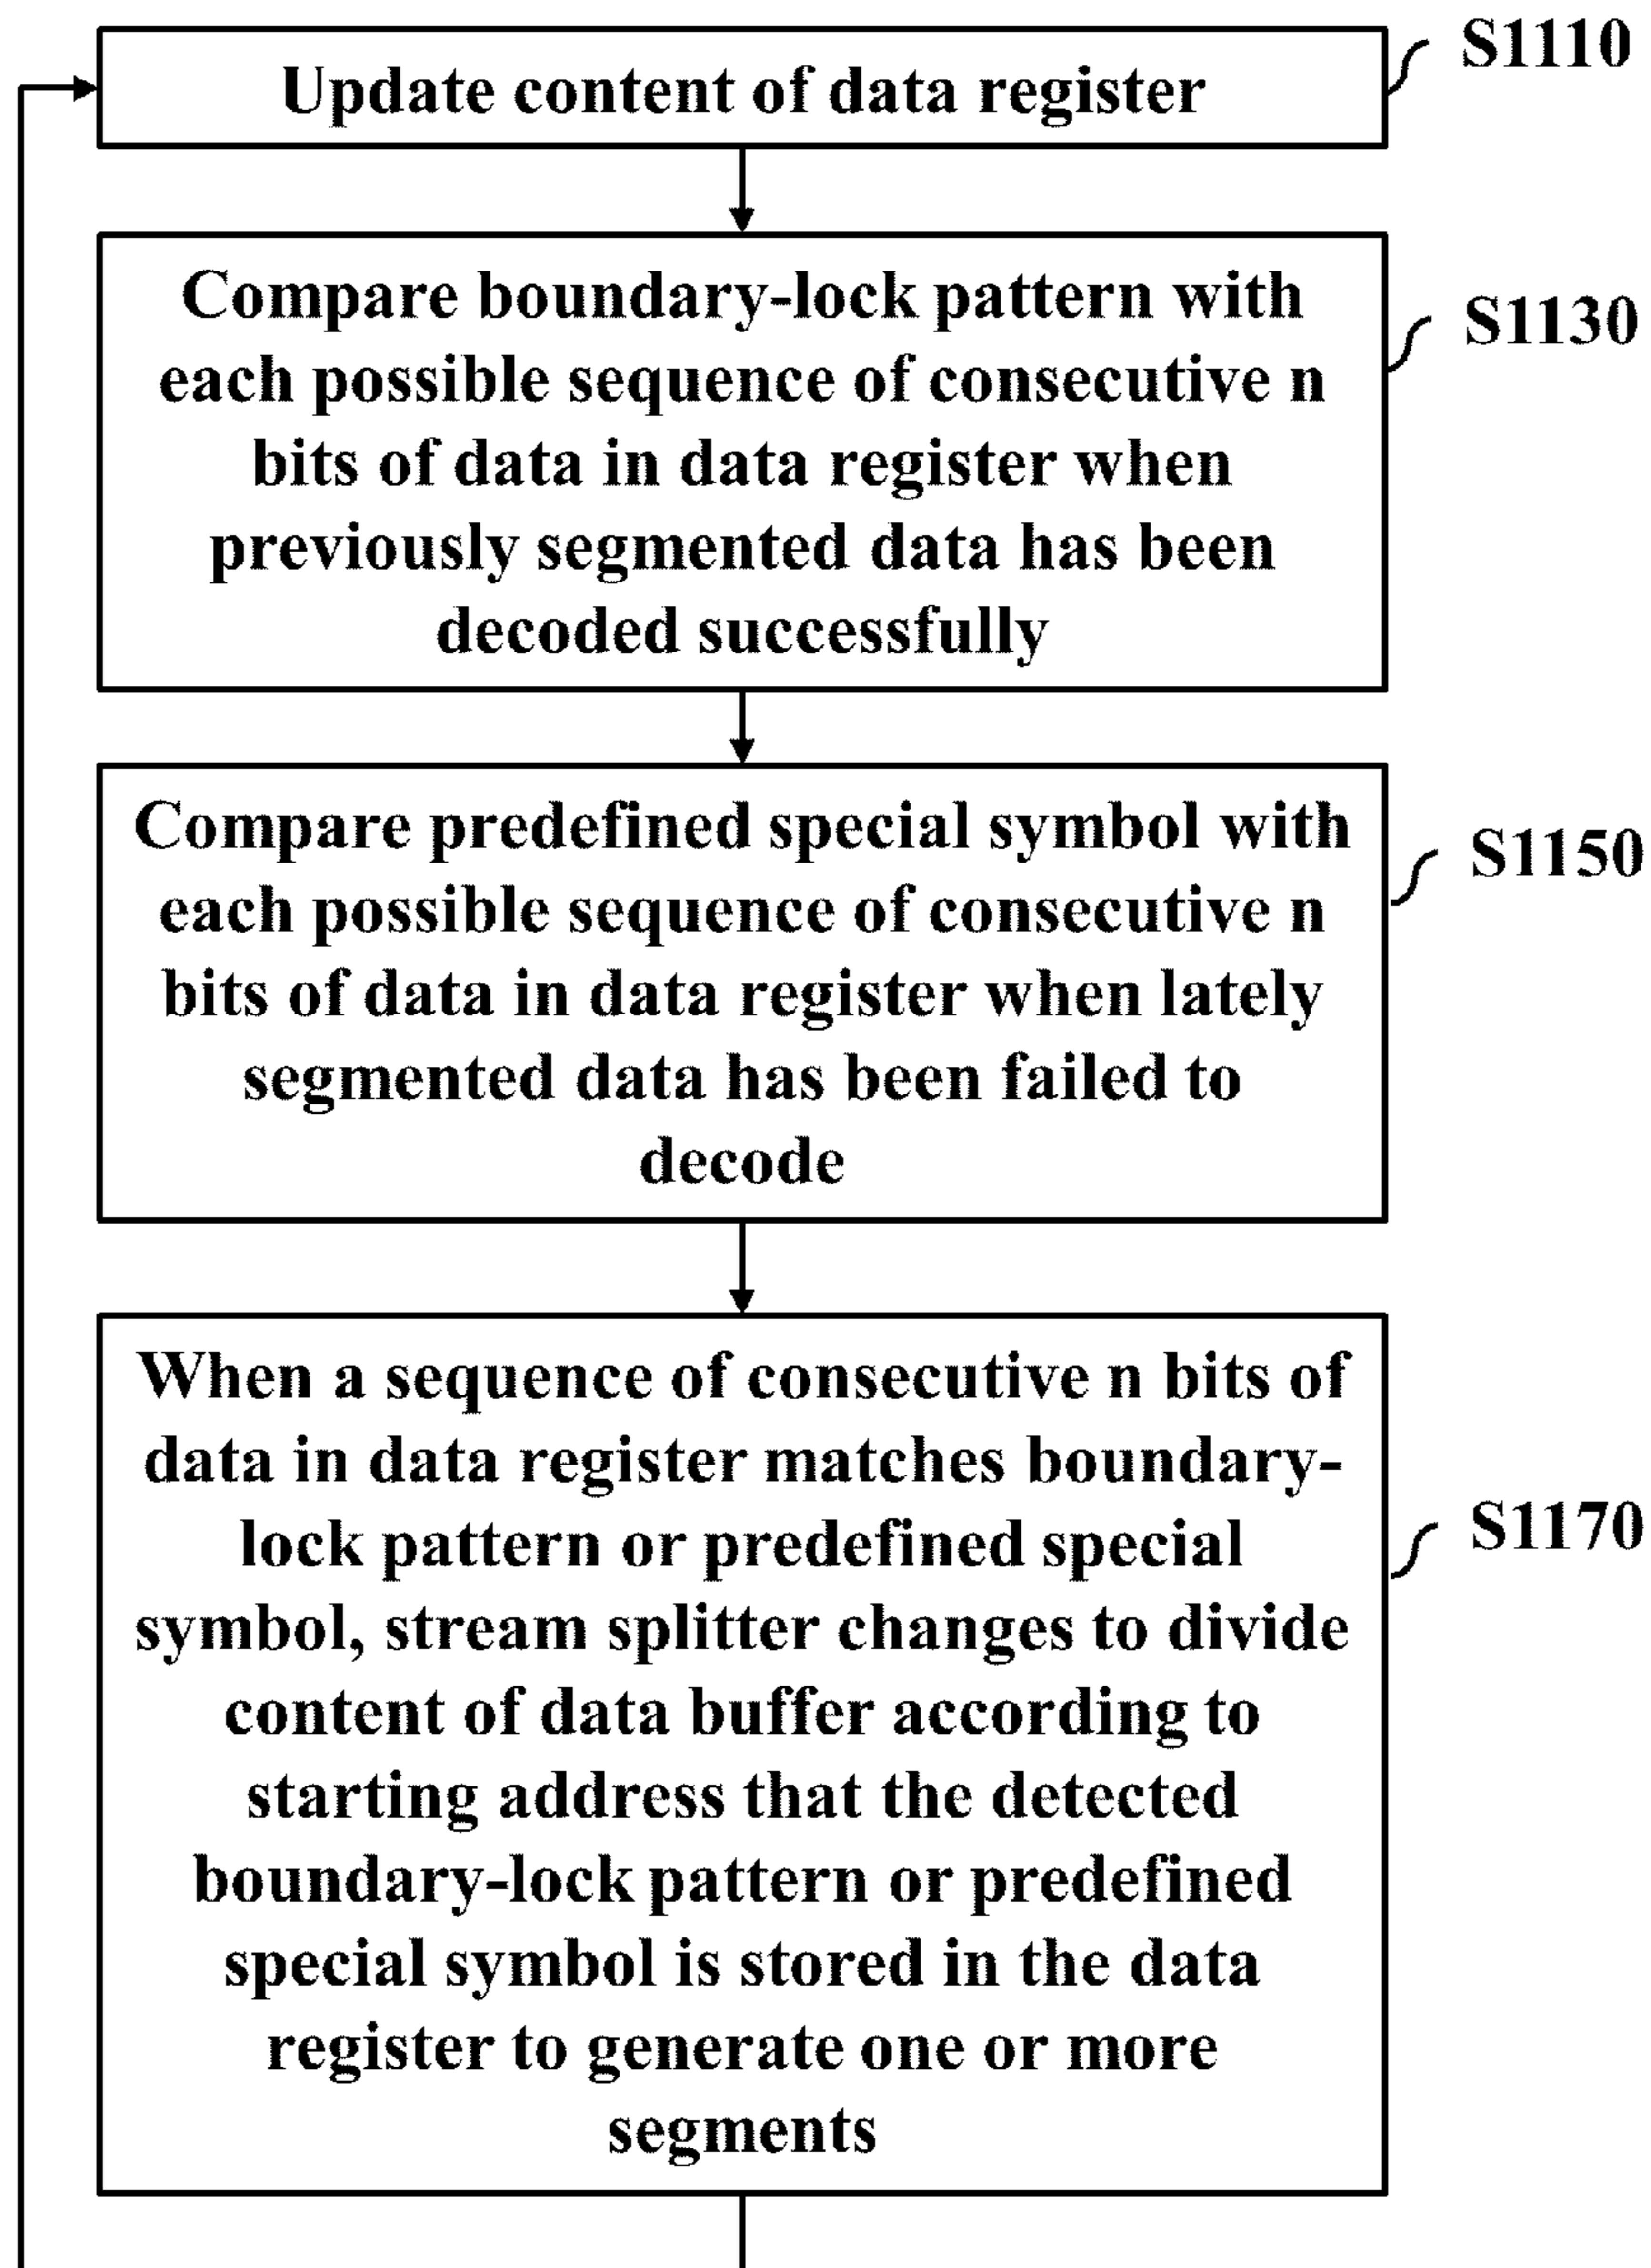 Update content of data register
S1110
Compare boundary-lock pattern with
each possible sequence of consecutive n
bits of data in data register when
previously segmented data has been
decoded successfully
S1130
Compare predefined special symbol with
each possible sequence of consecutive n
bits of data in data register when lately
segmented data has been failed to
decode
S1150
When a sequence of consecutive n bits of
data in data register matches boundary-
lock pattern or predefined special
symbol, stream splitter changes to divide
content of data buffer according to
starting address that the detected
boundary-lock pattern or predefined
special symbol is stored in the data
register to generate one or more
segments
S1170